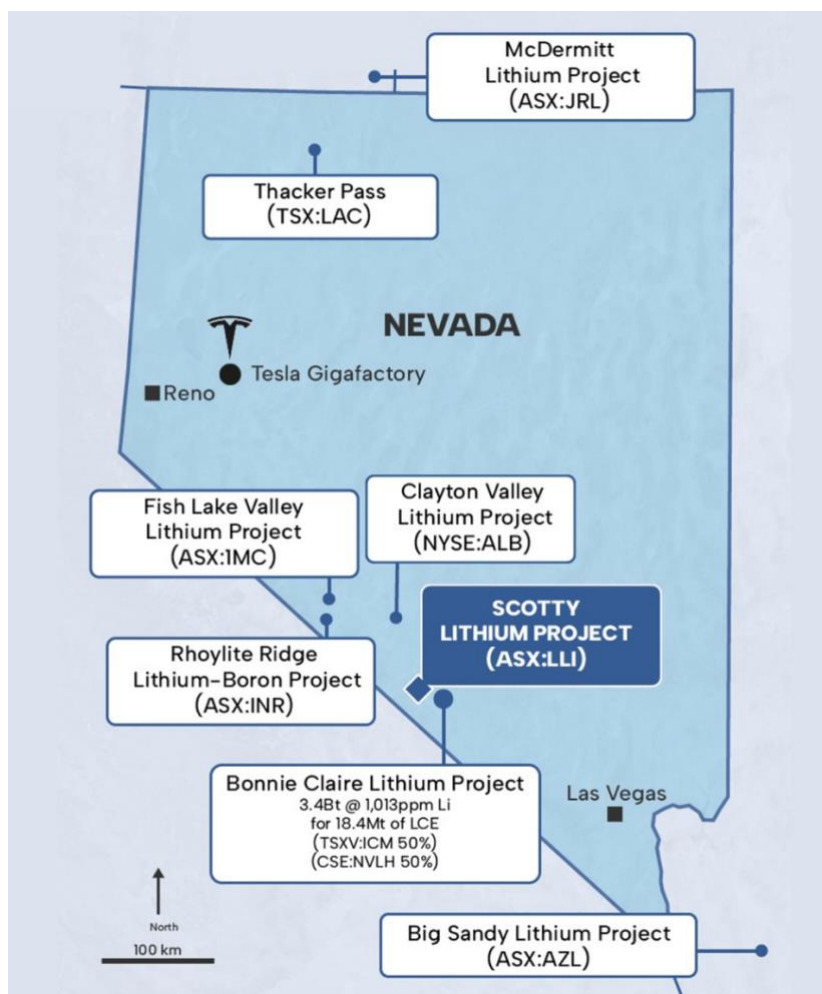 McDermitt
Lithium Project
(ASX:JRL)
Thacker Pass
(TSX:LAC)
NEVADA
Tesla Gigafactory
Reno
Fish Lake Valley
Lithium Project
(ASX:1MC)
Clayton Valley
Lithium Project
(NYSE:ALB)
SCOTTY
LITHIUM PROJECT
(ASX:LLI)
Rhoylite Ridge
Lithium-Boron Project
(ASX:INR)
Bonnie Claire Lithium Project
3.4Bt @ 1,013ppm Li
for 18.4Mt of LCE
(TSXV:ICM 50%)
(CSE:NVLH 50%)
Las Vegas
North
100 km
Big Sandy Lithium Project
(ASX:AZL)